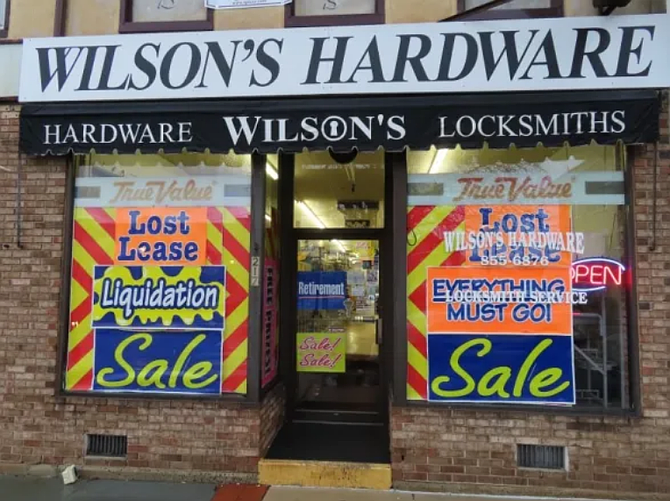 WILSON'S HARDWARE
HARDWARE WILSON'S LOCKSMITHS
True Value®
Lost
Lease
Liquidation
Sale
217
Retirement
Sale!
Sale!
True Value®
Lost
WILSON'S HARDWARE
855-6876
OPEN
EVERYTHING
LOCKSMITH SERVICE
MUST GO!
Sale